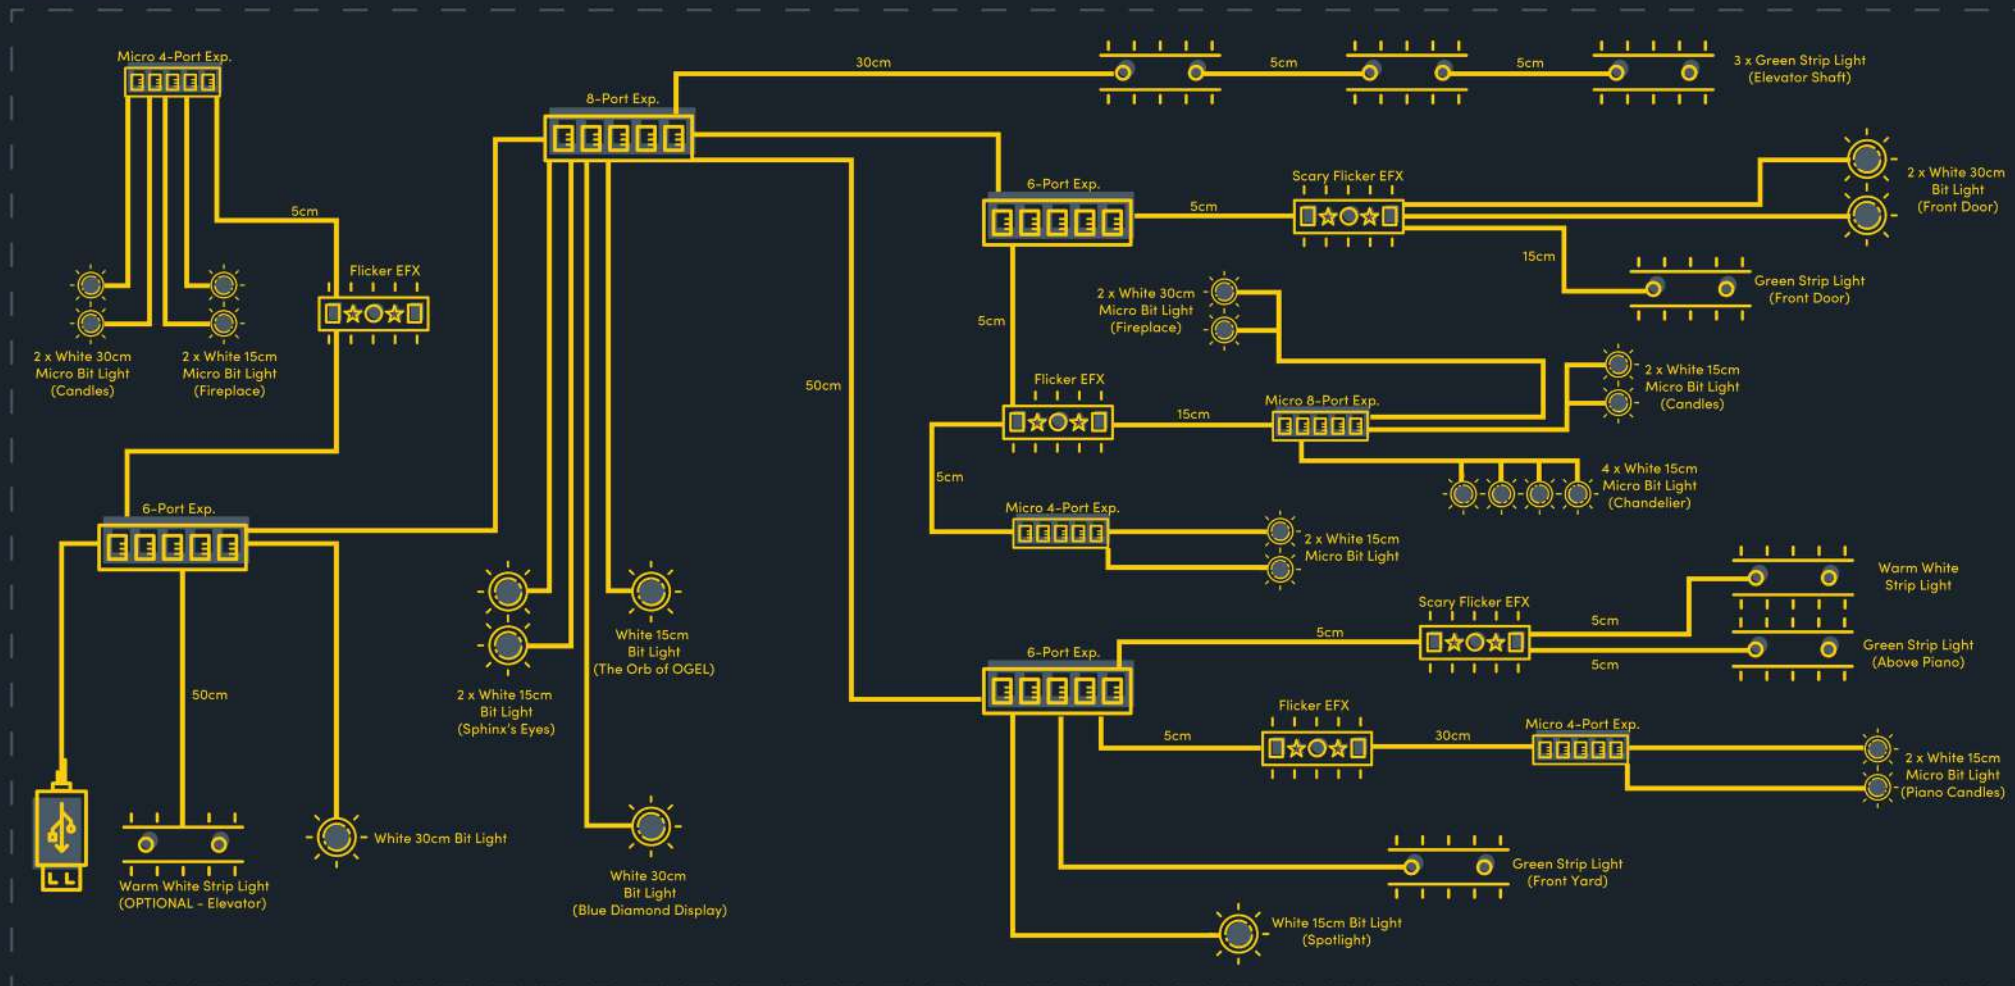 Micro 4-Port Exp.
5cm
Flicker EFX
2 x White 30cm
Micro Bit Light
(Candles)
2 x White 15cm
Micro Bit Light
(Fireplace)
6-Port Exp.
50cm
Warm White Strip Light
(OPTIONAL - Elevator)
White 30cm Bit Light
8-Port Exp.
2 x White 15cm
Bit Light
(Sphinx's Eyes)
White 15cm
Bit Light
(The Orb of OGEL)
White 30cm
Bit Light
(Blue Diamond Display)
30cm
5cm
5cm
3 x Green Strip Light
(Elevator Shaft)
6-Port Exp.
5cm
Scary Flicker EFX
2 x White 30cm
Bit Light
(Front Door)
15cm
Green Strip Light
(Front Door)
5cm
2 x White 30cm
Micro Bit Light
(Fireplace)
Flicker EFX
15cm
Micro 8-Port Exp.
2 x White 15cm
Micro Bit Light
(Candles)
4 x White 15cm
Micro Bit Light
(Chandelier)
5cm
Micro 4-Port Exp.
2 x White 15cm
Micro Bit Light
50cm
6-Port Exp.
5cm
Scary Flicker EFX
5cm
5cm
Warm White
Strip Light
Green Strip Light
(Above Piano)
5cm
Flicker EFX
30cm
Micro 4-Port Exp.
2 x White 15cm
Micro Bit Light
(Piano Candles)
Green Strip Light
(Front Yard)
White 15cm Bit Light
(Spotlight)